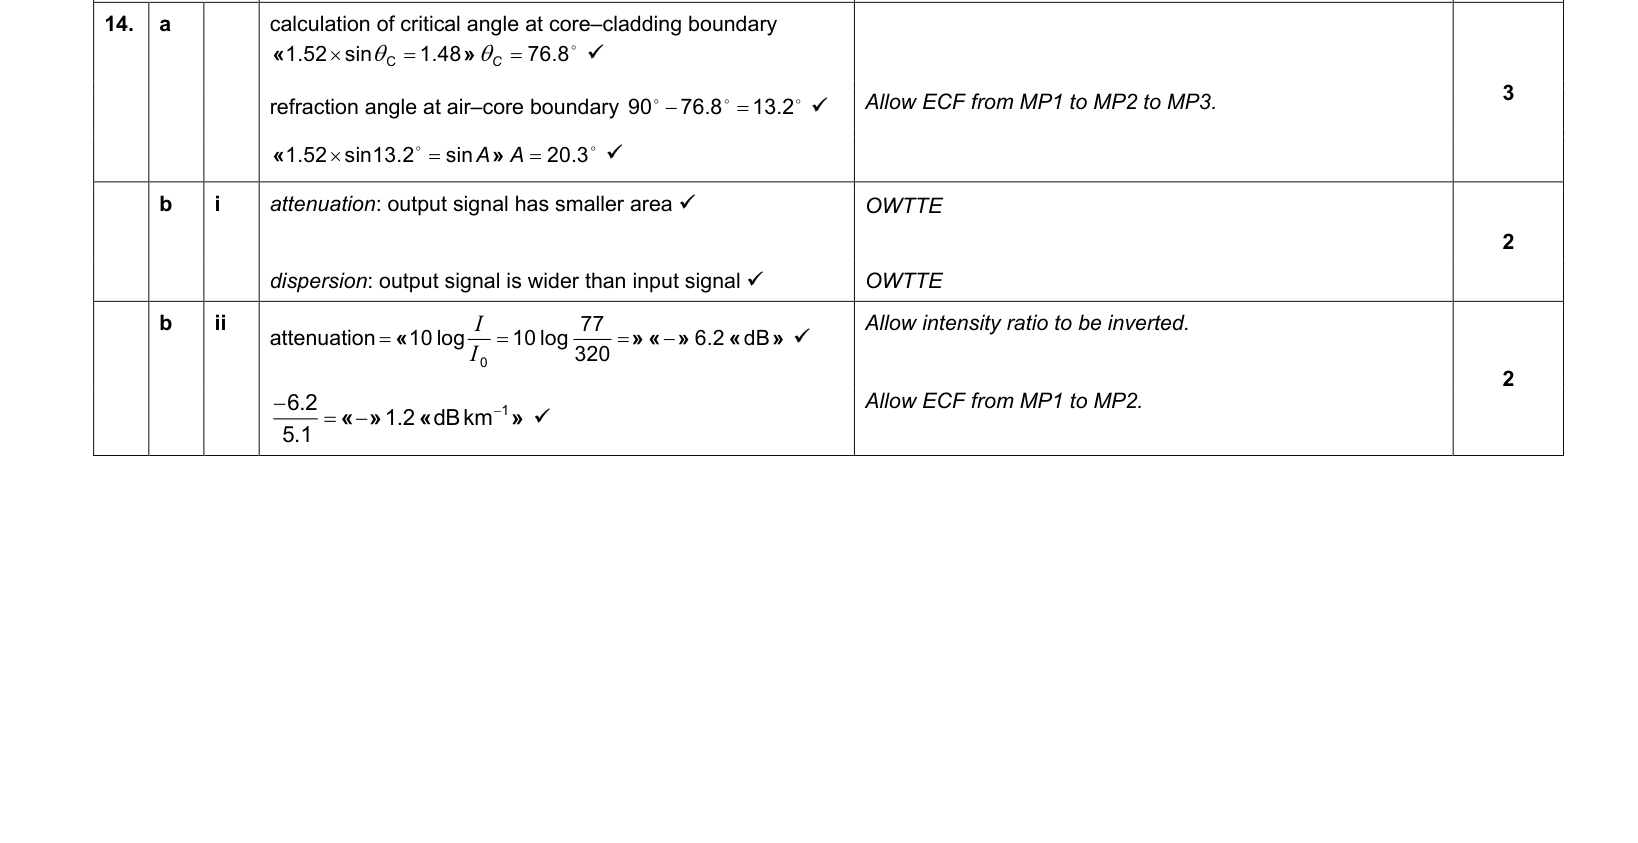 14. a calculation of critical angle at core–cladding boundary
«1.52 × sin θC = 1.48» θC = 76.8° ✓
refraction angle at air–core boundary 90° − 76.8° = 13.2° ✓ Allow ECF from MP1 to MP2 to MP3. 3
«1.52 × sin 13.2° = sin A» A = 20.3° ✓
b i attenuation: output signal has smaller area ✓ OWTTE
2
dispersion: output signal is wider than input signal ✓ OWTTE
b ii attenuation = «10 log I/I0 = 10 log 77/320 =» «−» 6.2 «dB» ✓ Allow intensity ratio to be inverted.
2
−6.2/5.1 = «−» 1.2 «dB km⁻¹» ✓ Allow ECF from MP1 to MP2.